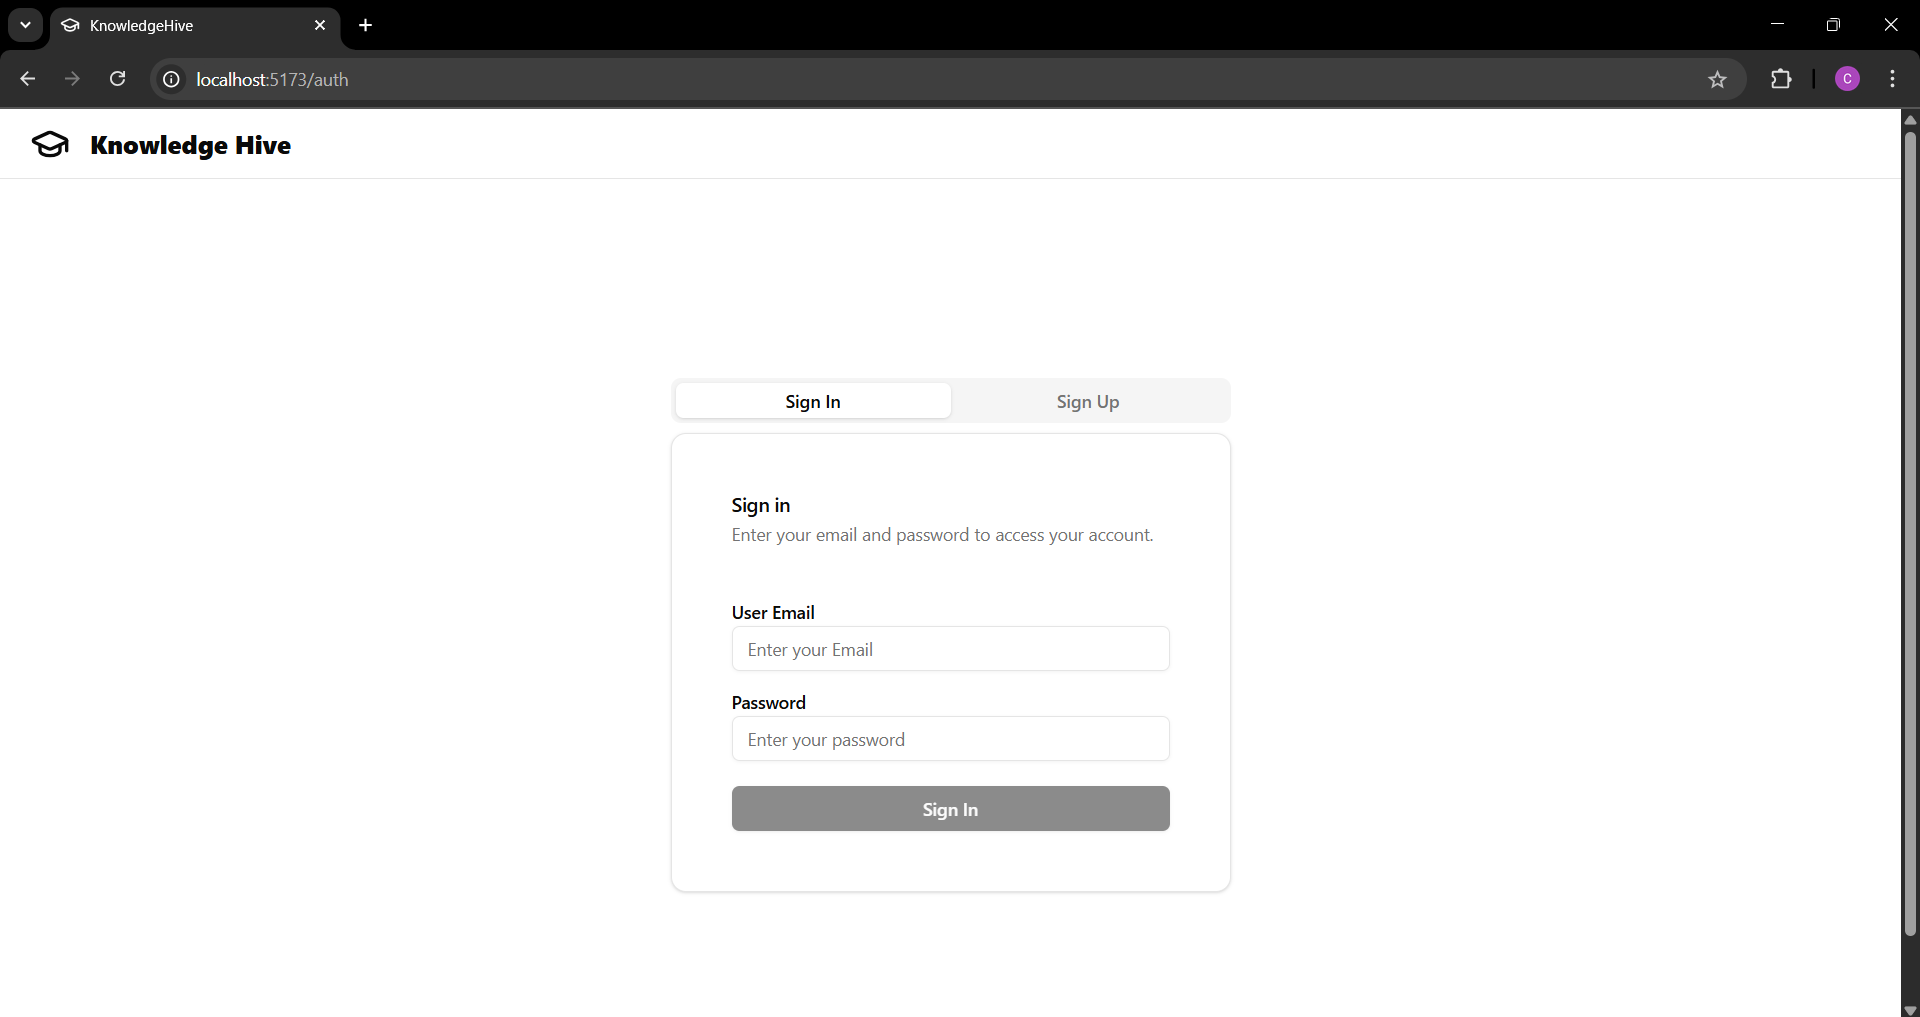 KnowledgeHive
localhost:5173/auth
C
Knowledge Hive
Sign In
Sign Up
Sign in
Enter your email and password to access your account.
User Email
Enter your Email
Password
Enter your password
Sign In